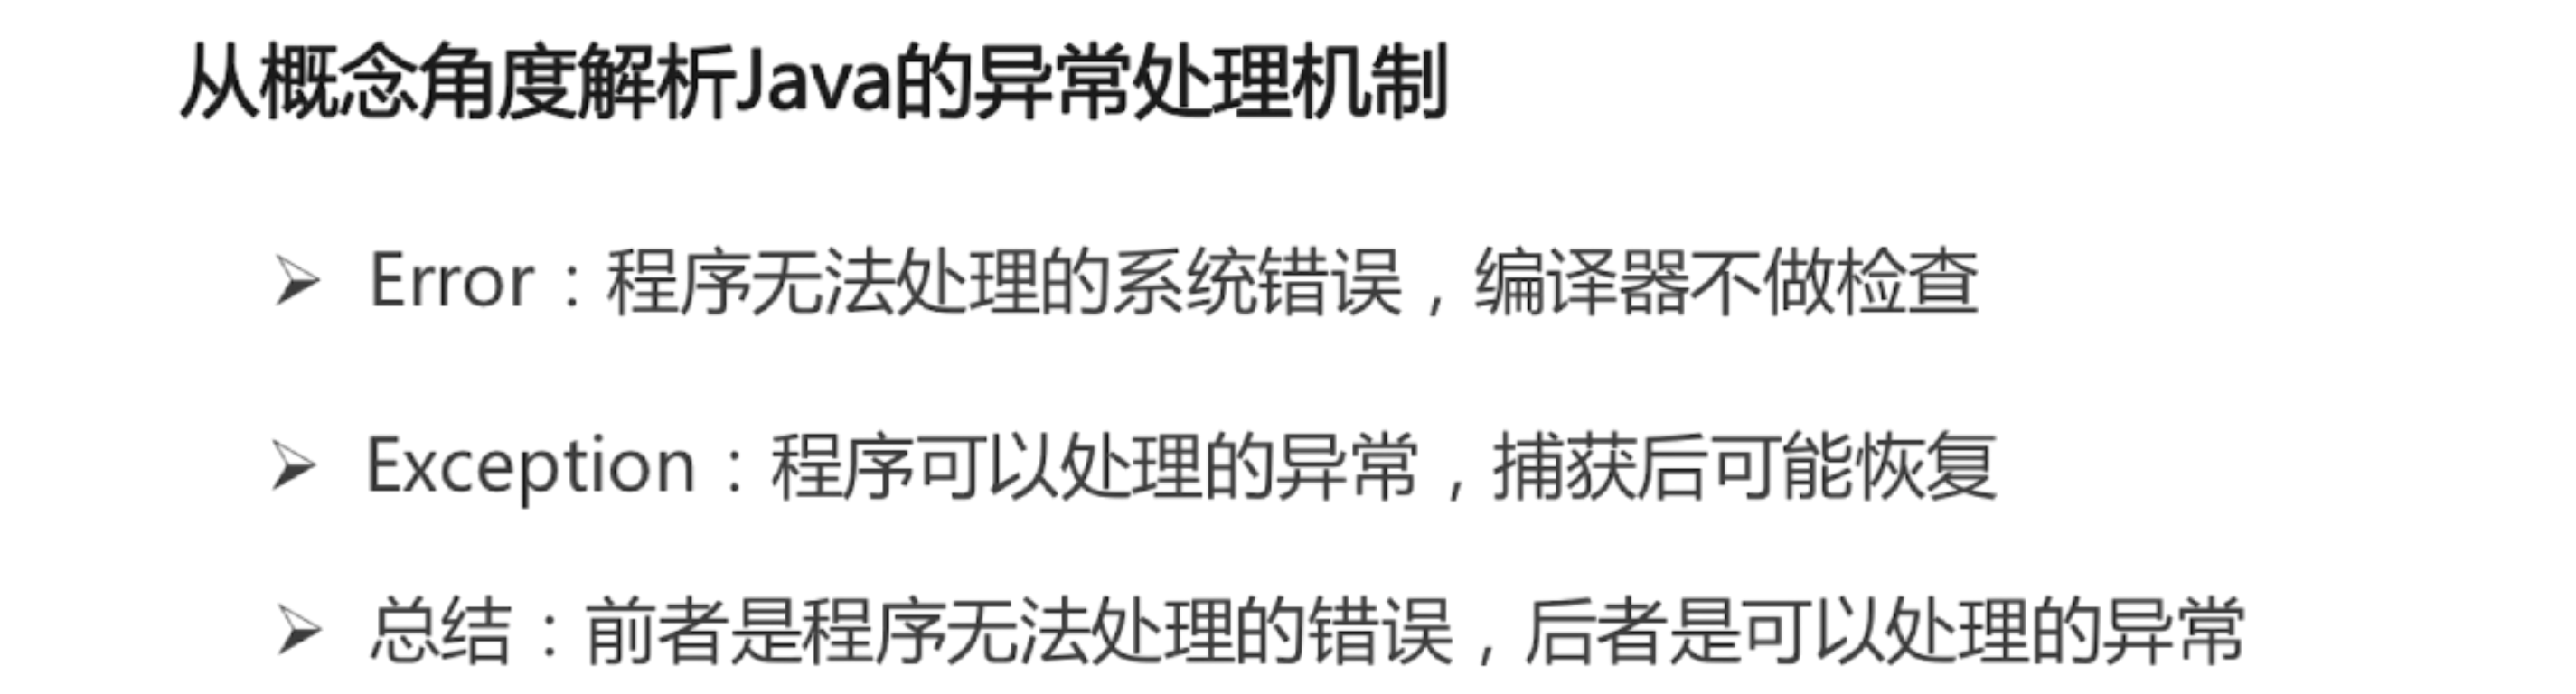 从概念角度解析Java的异常处理机制
➢ Error：程序无法处理的系统错误，编译器不做检查
➢ Exception：程序可以处理的异常，捕获后可能恢复
➢ 总结：前者是程序无法处理的错误，后者是可以处理的异常